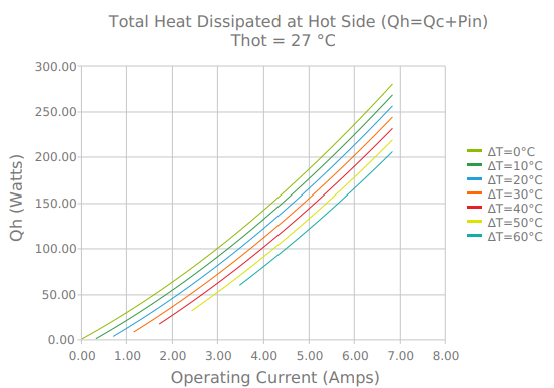 Total Heat Dissipated at Hot Side (Qh=Qc+Pin)
Thot = 27 °C
Qh (Watts)
300.00
250.00
200.00
150.00
100.00
50.00
0.00
0.00 1.00 2.00 3.00 4.00 5.00 6.00 7.00 8.00
Operating Current (Amps)
ΔT=0°C
ΔT=10°C
ΔT=20°C
ΔT=30°C
ΔT=40°C
ΔT=50°C
ΔT=60°C